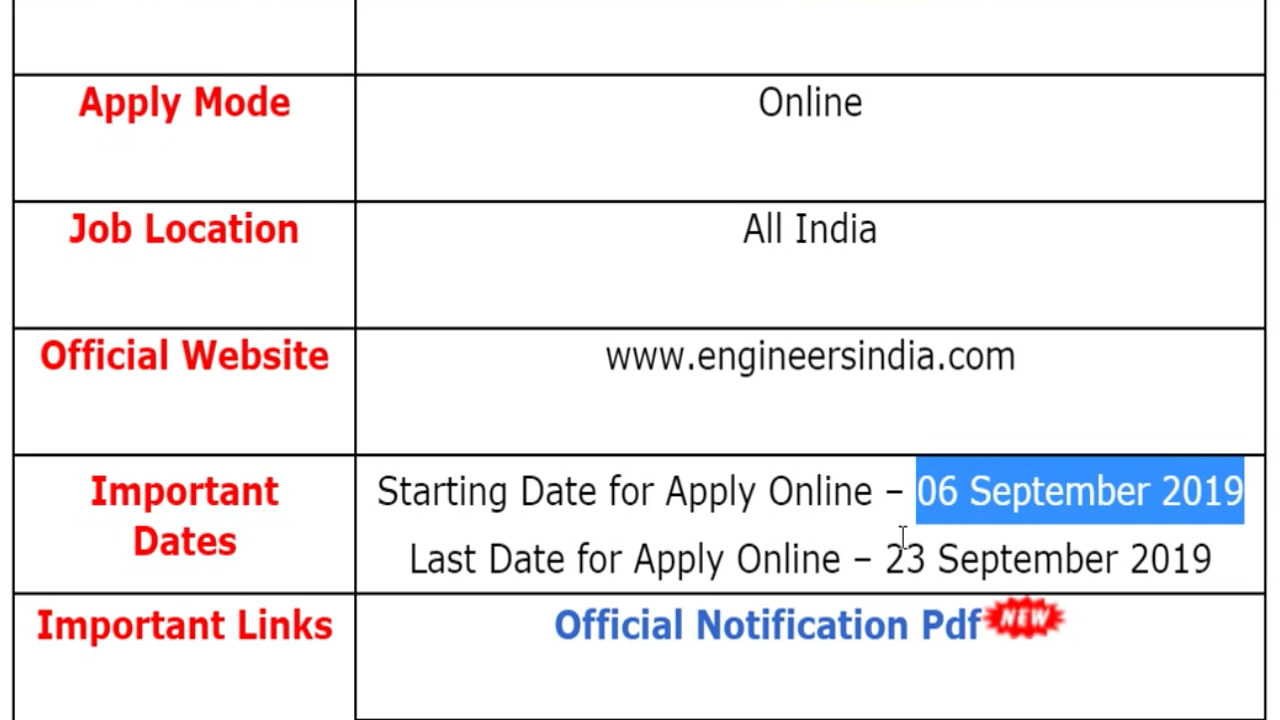 Apply Mode
Online
Job Location
All India
Official Website
www.engineersindia.com
Important
Dates
Starting Date for Apply Online – 06 September 2019
Last Date for Apply Online – 23 September 2019
Important Links
Official Notification Pdf NEW